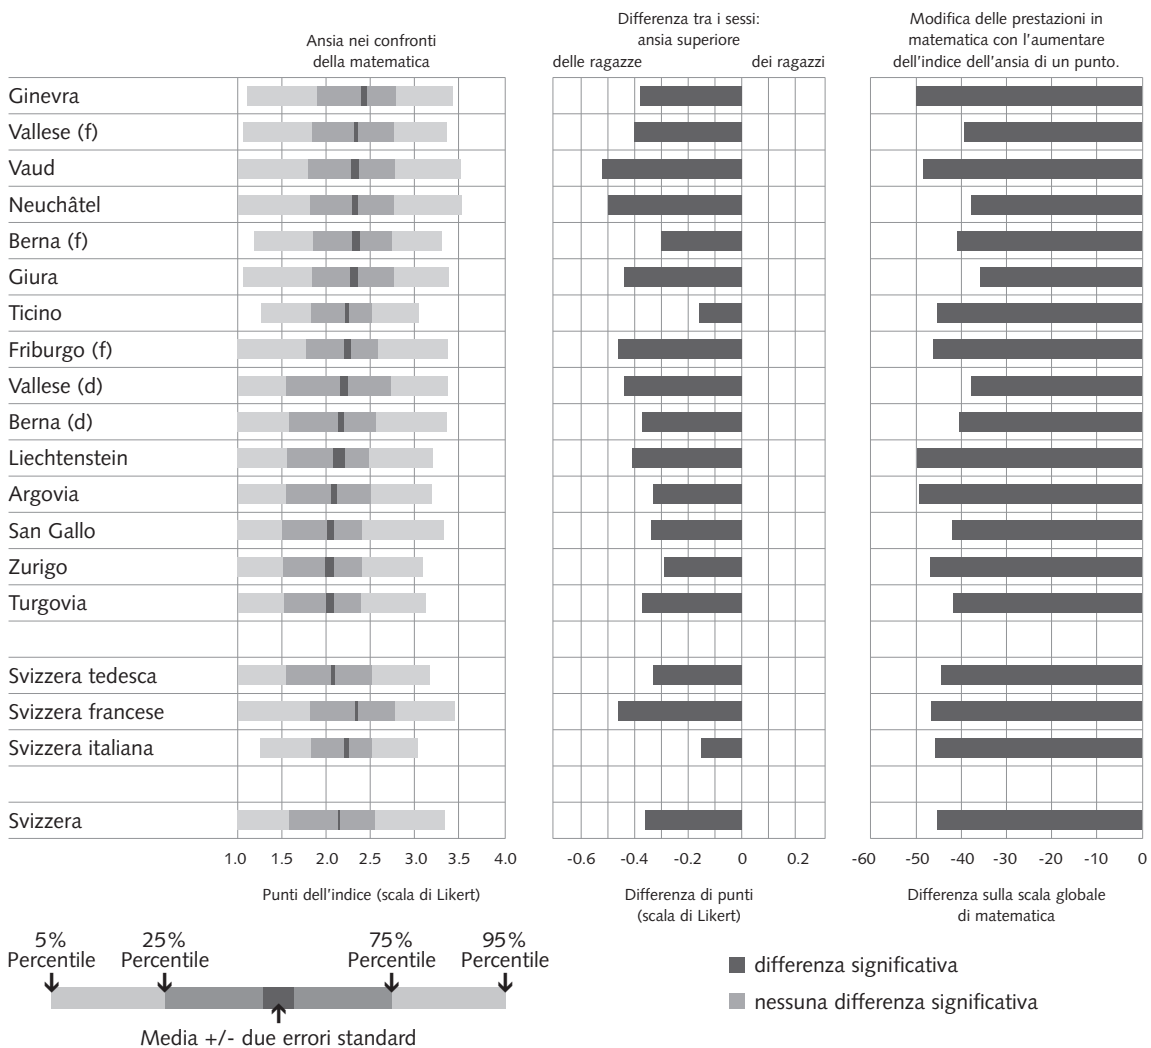 Ansia nei confronti
della matematica
Differenza tra i sessi:
ansia superiore
delle ragazze dei ragazzi
Modifica delle prestazioni in
matematica con l'aumentare
dell'indice dell'ansia di un punto.
Ginevra
Vallese (f)
Vaud
Neuchâtel
Berna (f)
Giura
Ticino
Friburgo (f)
Vallese (d)
Berna (d)
Liechtenstein
Argovia
San Gallo
Zurigo
Turgovia
Svizzera tedesca
Svizzera francese
Svizzera italiana
Svizzera
1.0 1.5 2.0 2.5 3.0 3.5 4.0
Punti dell'indice (scala di Likert)
-0.6 -0.4 -0.2 0 0.2
Differenza di punti
(scala di Likert)
-60 -50 -40 -30 -20 -10 0
Differenza sulla scala globale
di matematica
5% 25% 75% 95%
Percentile Percentile Percentile Percentile
Media +/- due errori standard
differenza significativa
nessuna differenza significativa